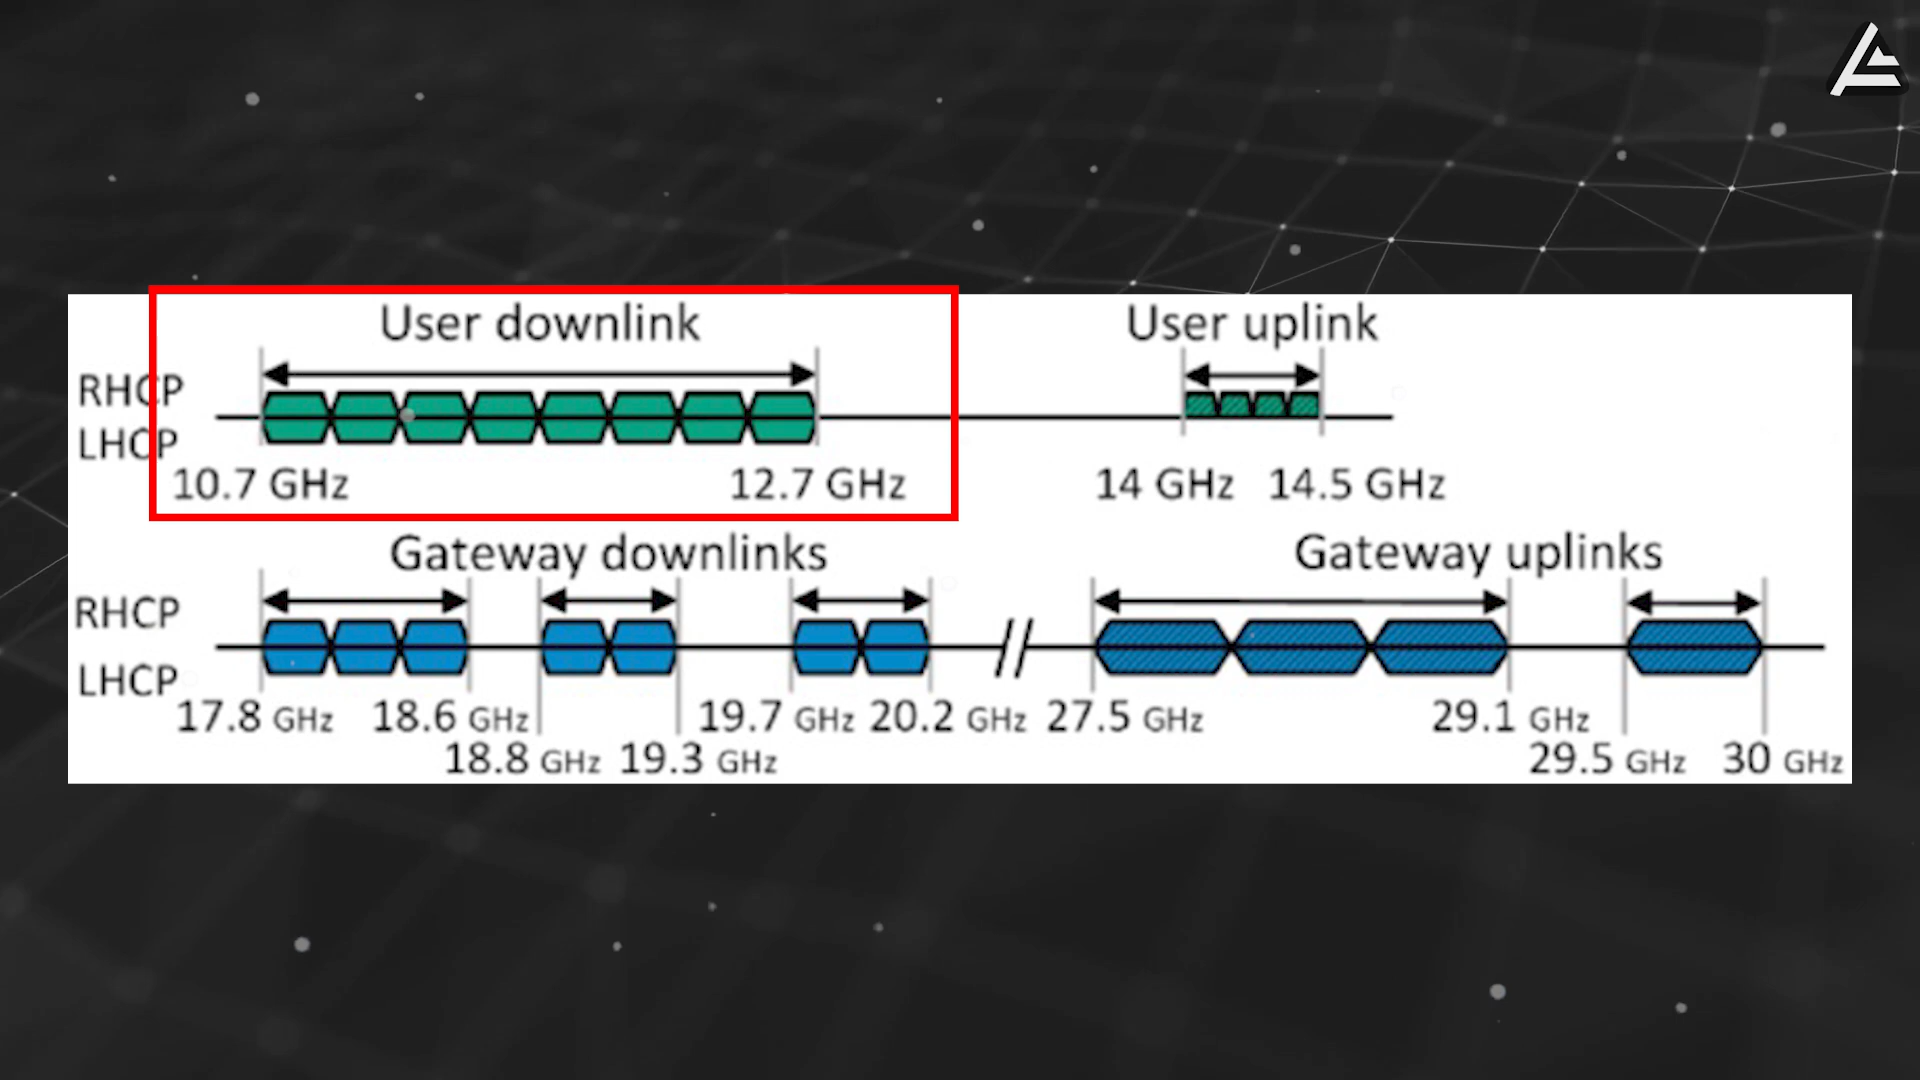 User downlink
User uplink
RHCP
LHCP
10.7 GHz
12.7 GHz
14 GHz
14.5 GHz
Gateway downlinks
Gateway uplinks
RHCP
LHCP
17.8 GHz
18.6 GHz
19.7 GHz
20.2 GHz
27.5 GHz
29.1 GHz
18.8 GHz
19.3 GHz
29.5 GHz
30 GHz